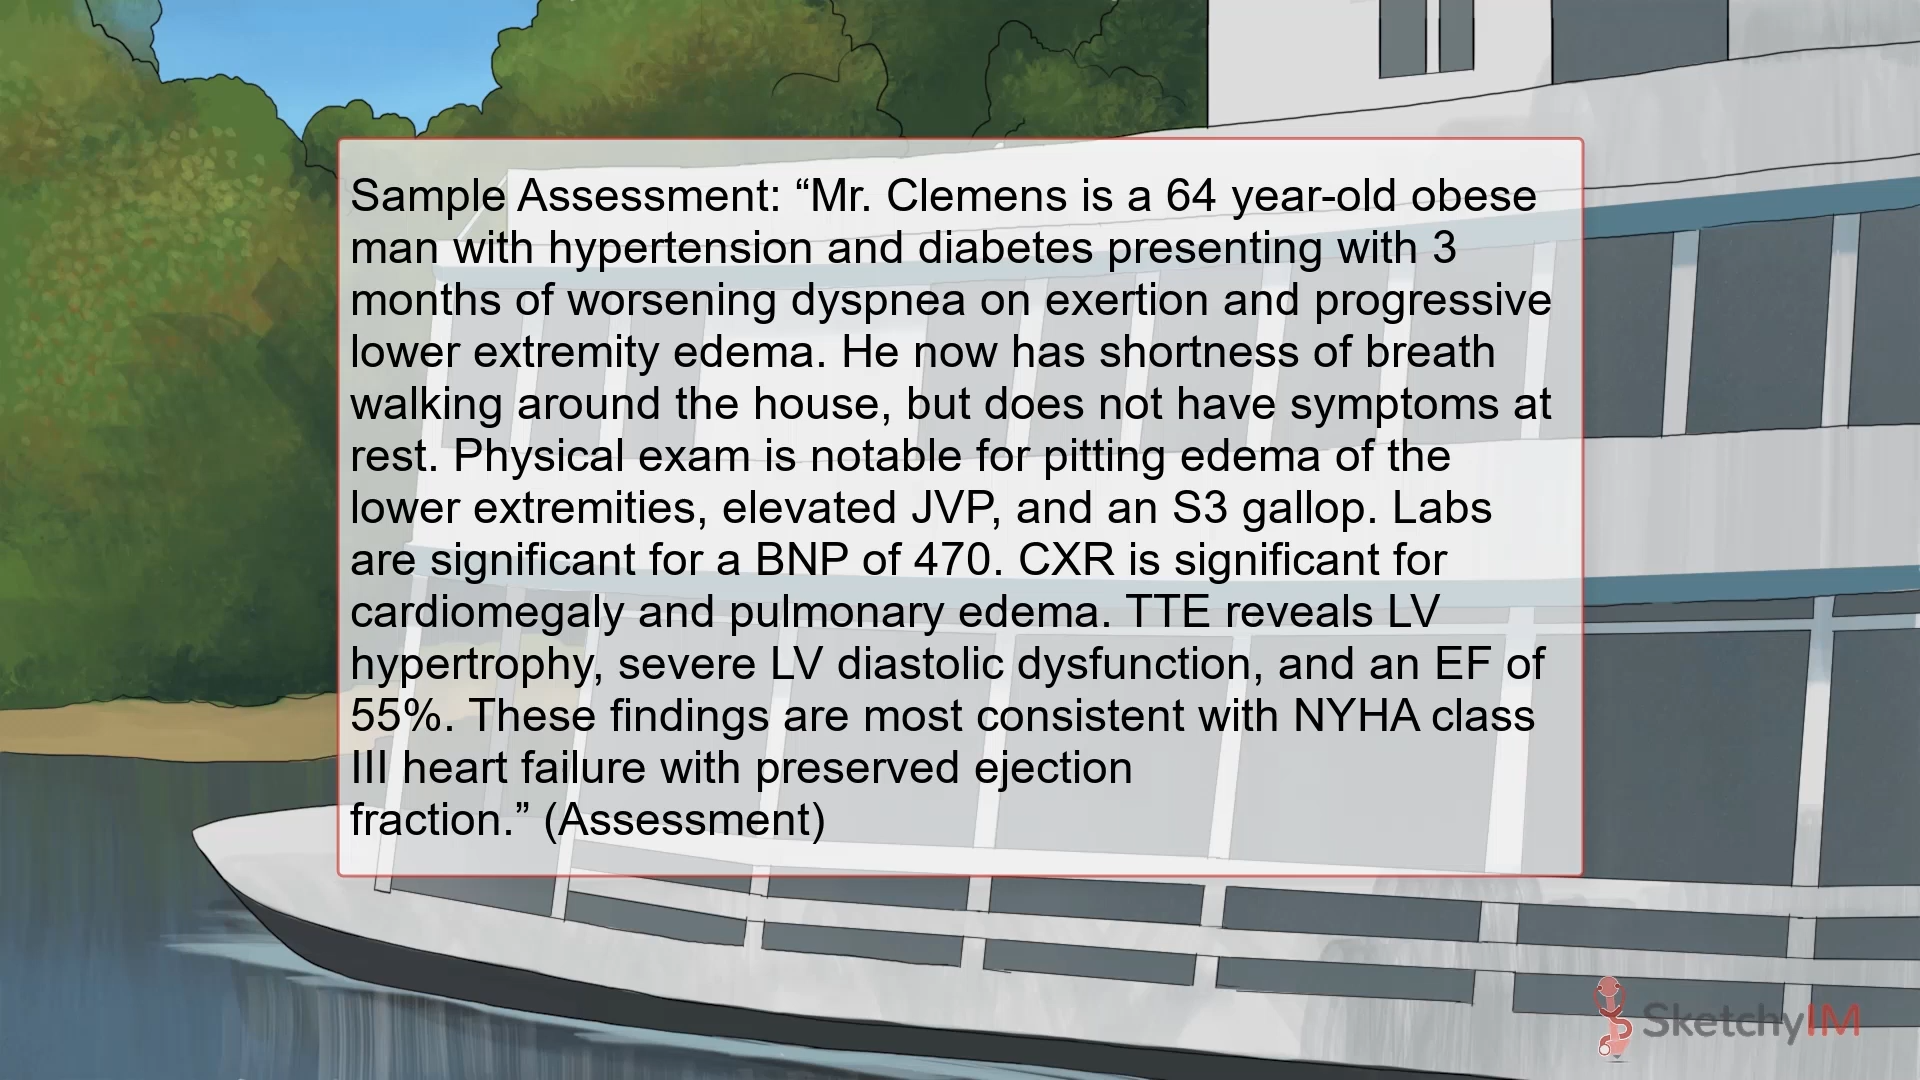 Sample Assessment: “Mr. Clemens is a 64 year-old obese
man with hypertension and diabetes presenting with 3
months of worsening dyspnea on exertion and progressive
lower extremity edema. He now has shortness of breath
walking around the house, but does not have symptoms at
rest. Physical exam is notable for pitting edema of the
lower extremities, elevated JVP, and an S3 gallop. Labs
are significant for a BNP of 470. CXR is significant for
cardiomegaly and pulmonary edema. TTE reveals LV
hypertrophy, severe LV diastolic dysfunction, and an EF of
55%. These findings are most consistent with NYHA class
III heart failure with preserved ejection
fraction.” (Assessment)
SketchyIM